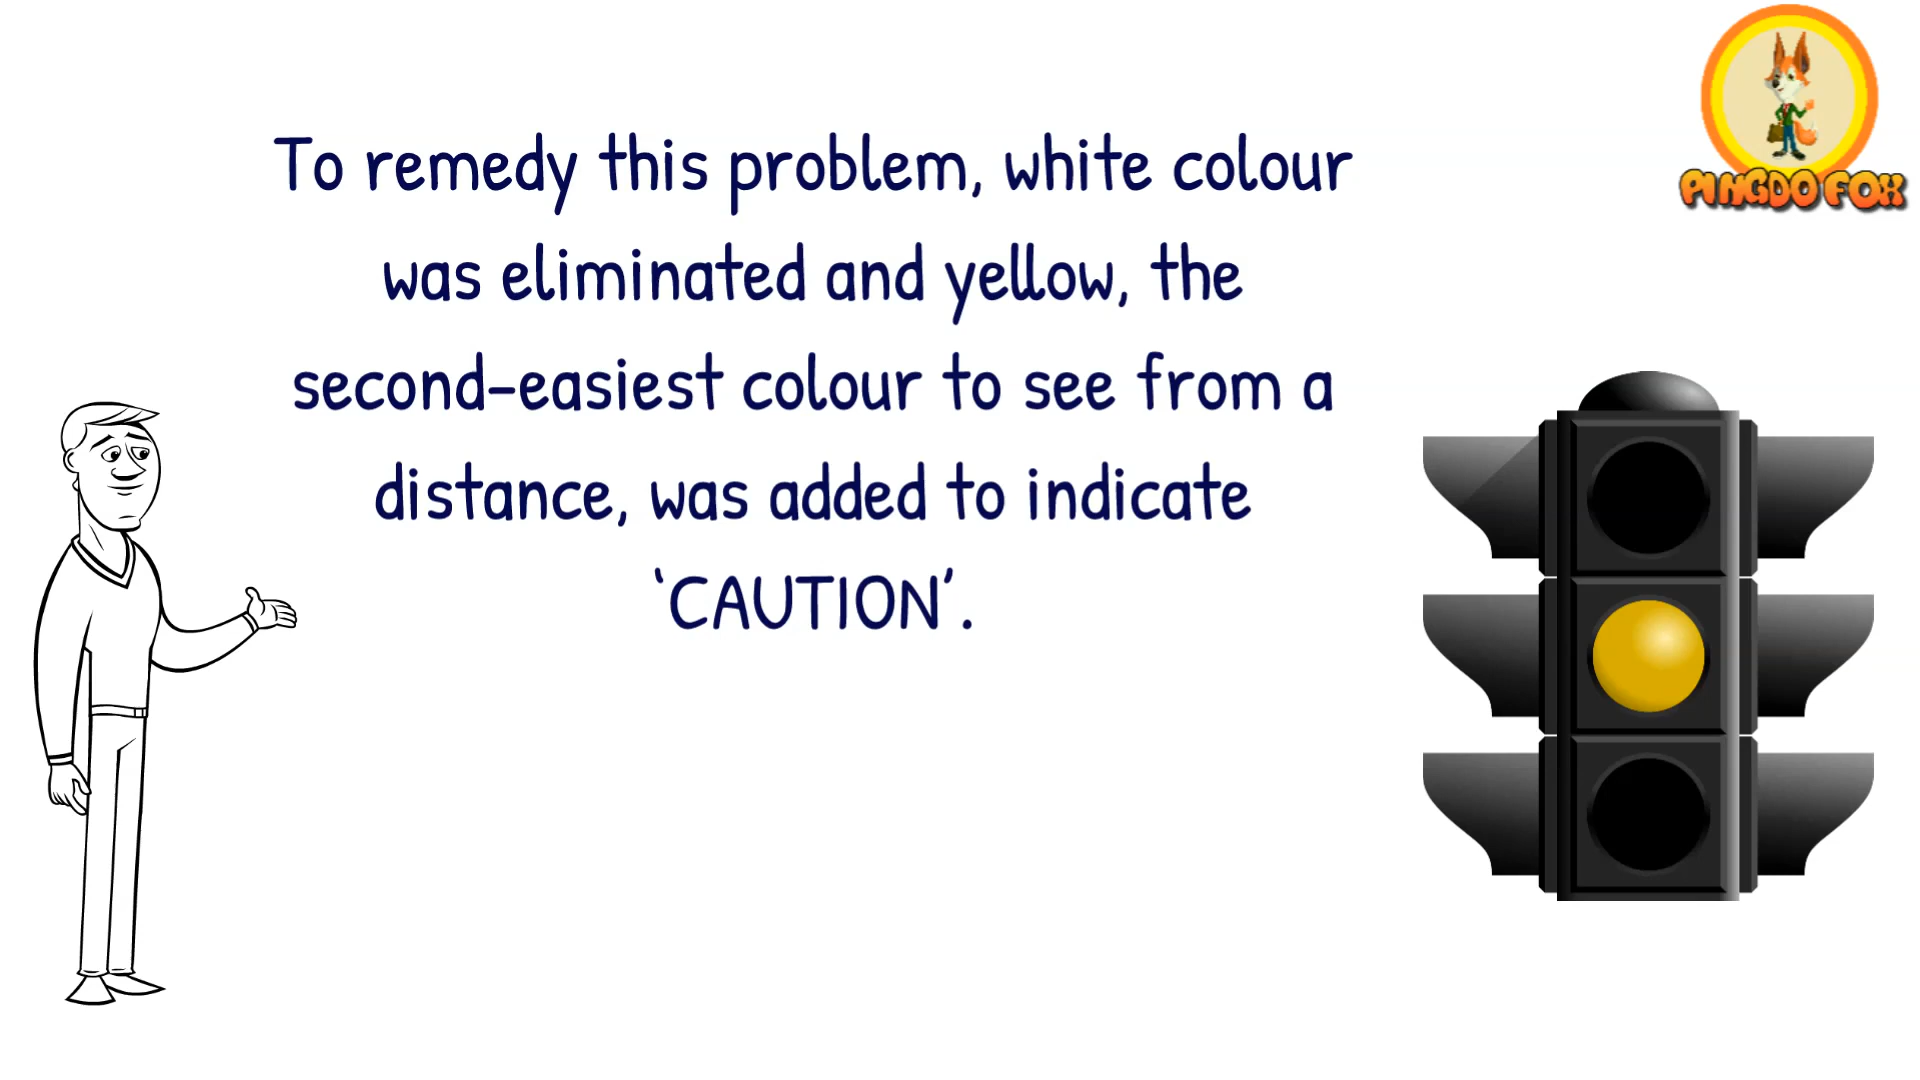 PINGDO FOX
To remedy this problem, white colour
was eliminated and yellow, the
second-easiest colour to see from a
distance, was added to indicate
‘CAUTION’.